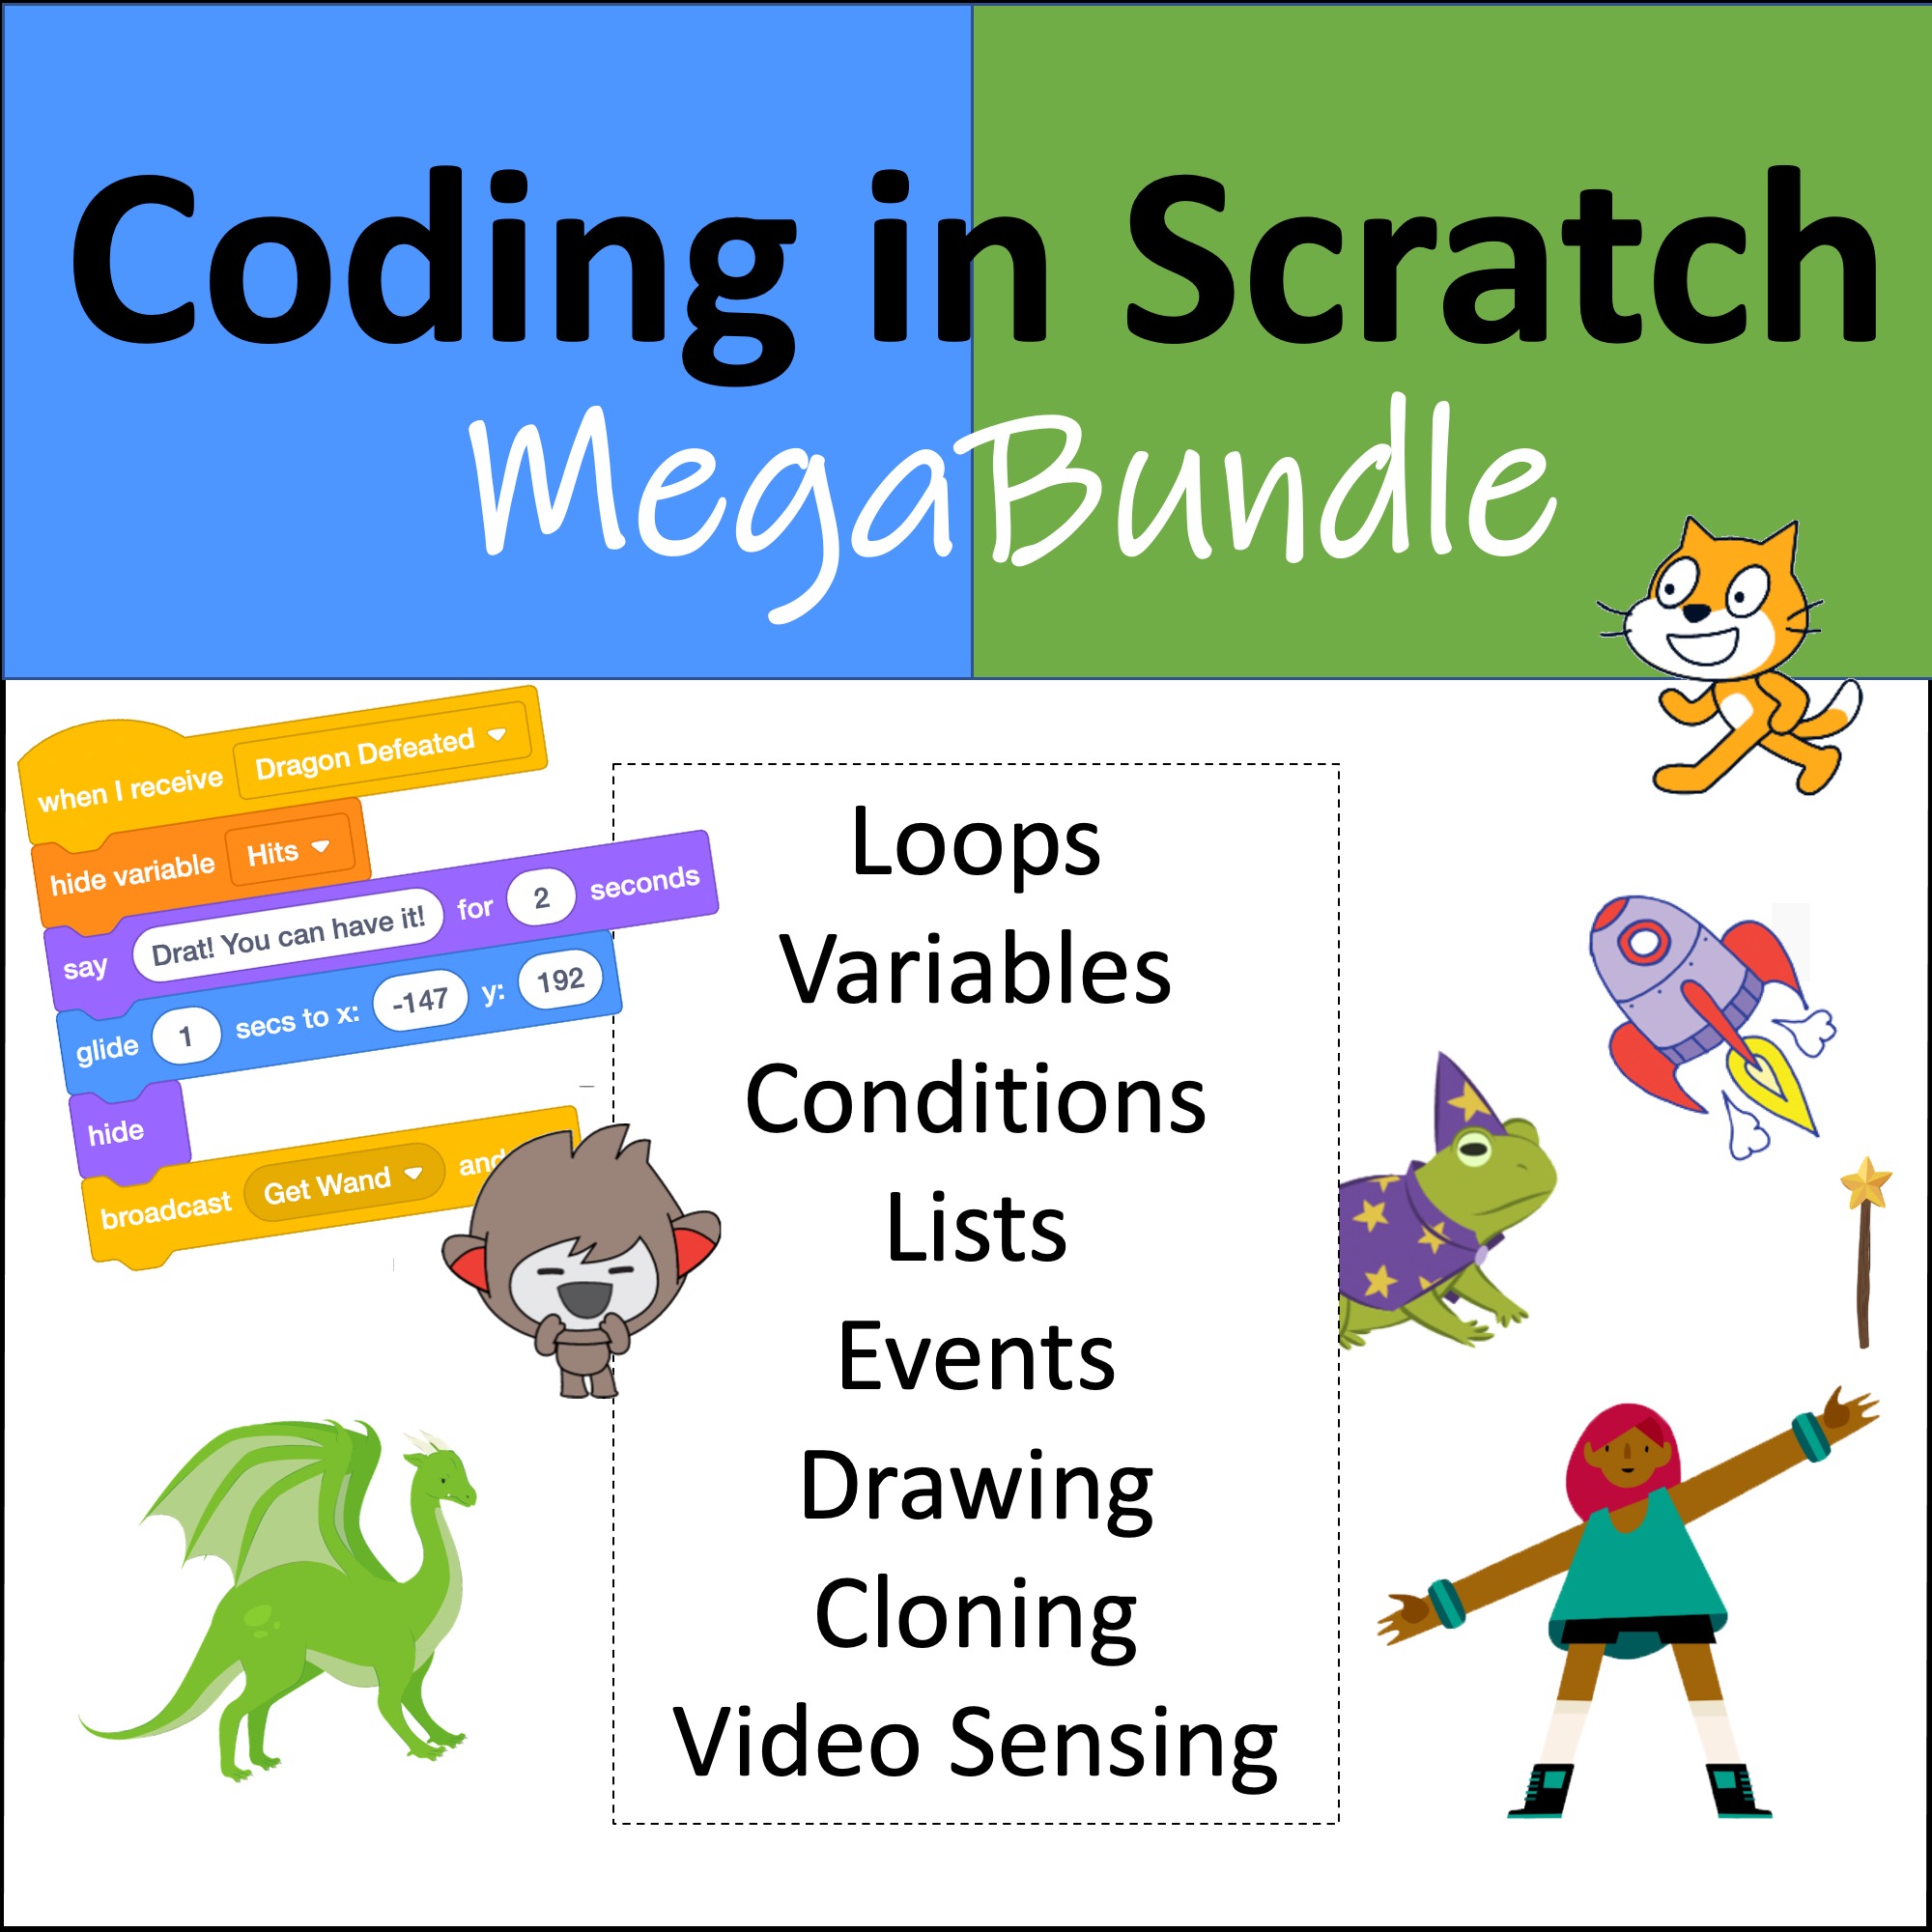 Coding in Scratch
MegaBundle
when I receive Dragon Defeated
hide variable Hits
say Drat! You can have it! for 2 seconds
glide 1 secs to x: -147 y: 192
hide
broadcast Get Wand and
Loops
Variables
Conditions
Lists
Events
Drawing
Cloning
Video Sensing